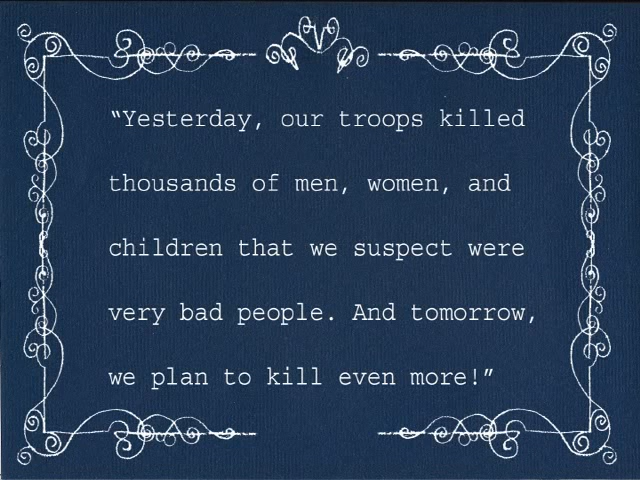 “Yesterday, our troops killed
thousands of men, women, and
children that we suspect were
very bad people. And tomorrow,
we plan to kill even more!”